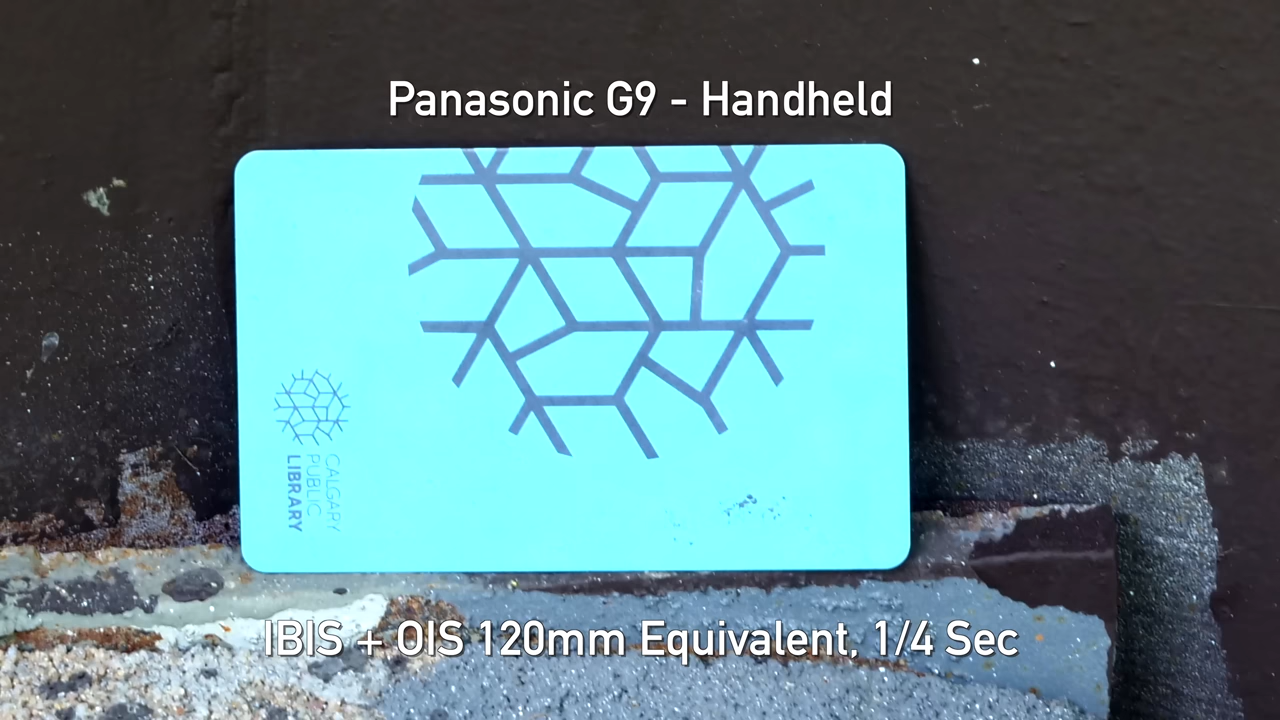 Panasonic G9 - Handheld
CALGARY
PUBLIC
LIBRARY
IBIS + OIS 120mm Equivalent, 1/4 Sec